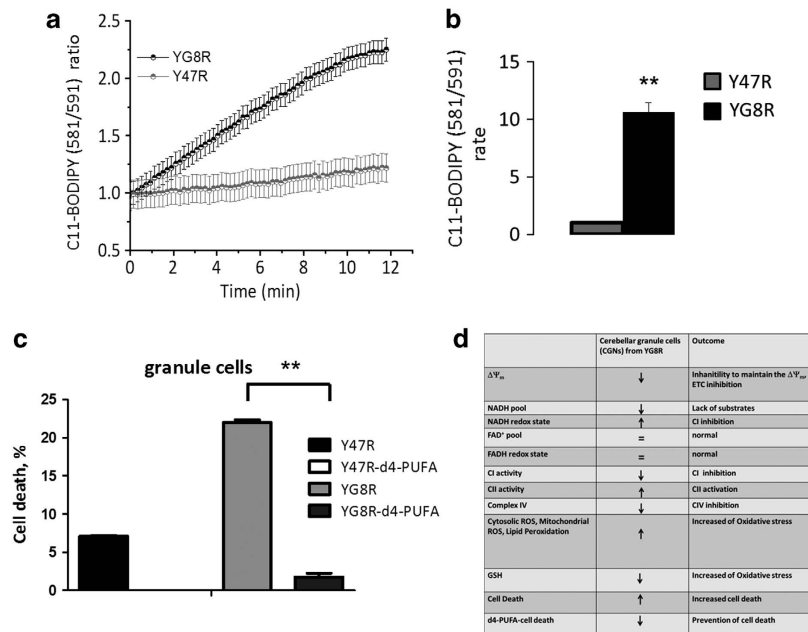 a
C11-BODIPY (581/591) ratio
2.5
2.0
1.5
1.0
0.5
YG8R
Y47R
0
2
4
6
8
10
12
Time (min)
b
C11-BODIPY (581/591)
rate
15
10
5
0
**
Y47R
YG8R
c
granule cells
**
Cell death, %
25
20
15
10
5
0
Y47R
Y47R-d4-PUFA
YG8R
YG8R-d4-PUFA
d
Cerebellar granule cells (CGNs) from YG8R
Outcome
ΔΨm ↓ Inhanitility to maintain the ΔΨm, ETC inihibition
NADH pool ↓ Lack of substrates
NADH redox state ↑ CI inhibition
FAD⁺ pool = normal
FADH redox state = normal
CI activity ↓ CI inhibition
CII activity ↑ CII activation
Complex IV ↓ CIV inhibition
Cytosolic ROS, Mitochondrial ROS, Lipid Peroxidation ↑ Increased of Oxidative stress
GSH ↓ Increased of Oxidative stress
Cell Death ↑ Increased cell death
d4-PUFA-cell death ↓ Prevention of cell death